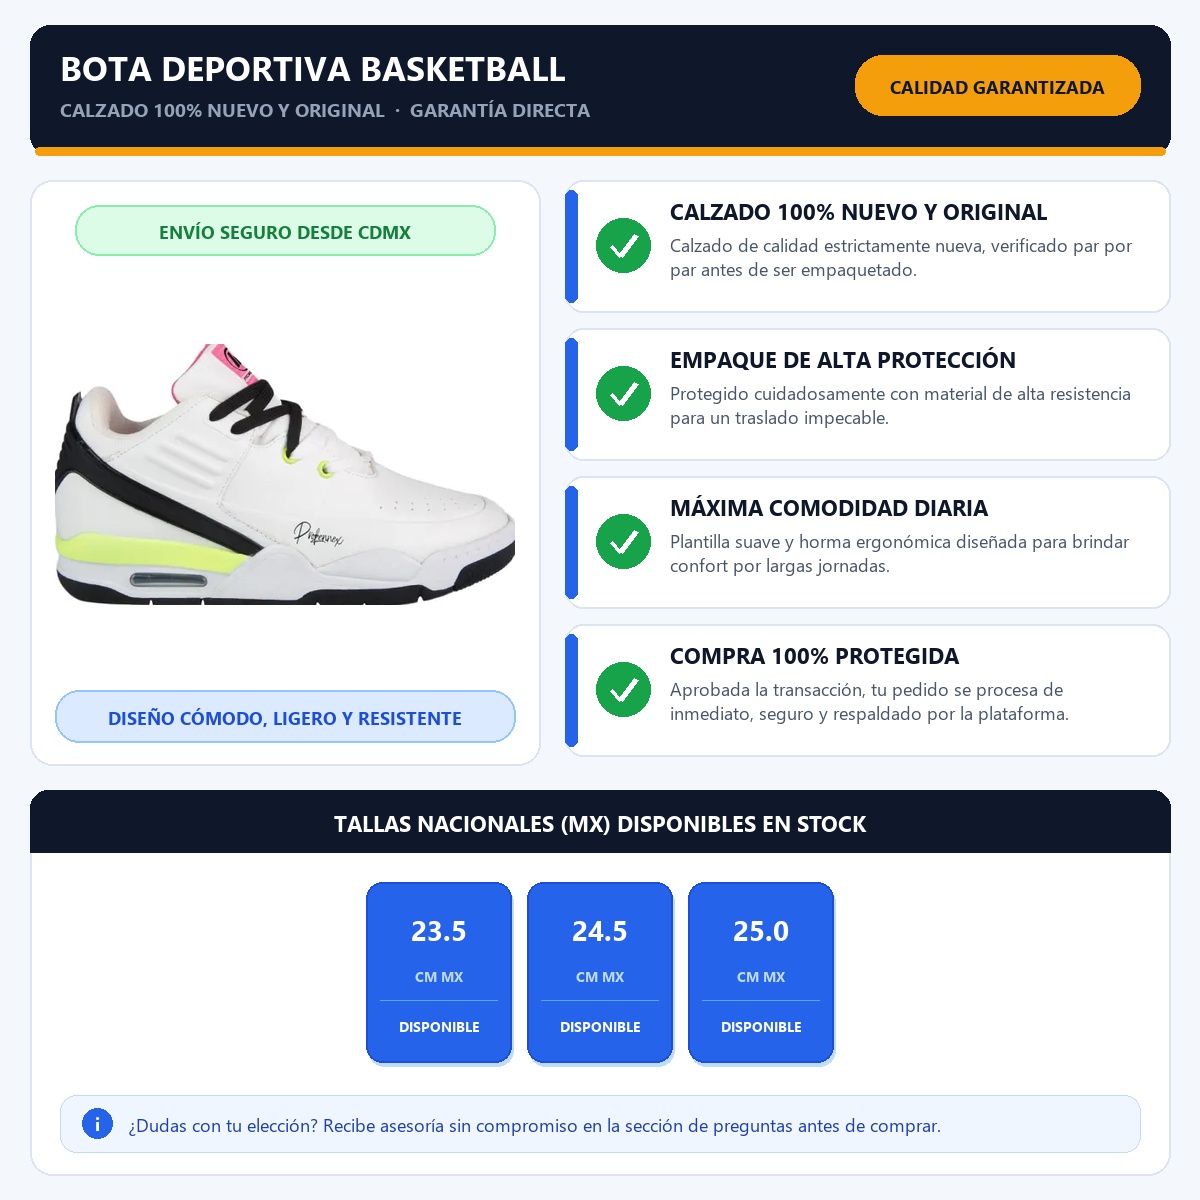 BOTA DEPORTIVA BASKETBALL
CALZADO 100% NUEVO Y ORIGINAL · GARANTÍA DIRECTA
CALIDAD GARANTIZADA
ENVÍO SEGURO DESDE CDMX
DISEÑO CÓMODO, LIGERO Y RESISTENTE
CALZADO 100% NUEVO Y ORIGINAL
Calzado de calidad estrictamente nueva, verificado par por
par antes de ser empaquetado.
EMPAQUE DE ALTA PROTECCIÓN
Protegido cuidadosamente con material de alta resistencia
para un traslado impecable.
MÁXIMA COMODIDAD DIARIA
Plantilla suave y horma ergonómica diseñada para brindar
confort por largas jornadas.
COMPRA 100% PROTEGIDA
Aprobada la transacción, tu pedido se procesa de
inmediato, seguro y respaldado por la plataforma.
TALLAS NACIONALES (MX) DISPONIBLES EN STOCK
23.5
CM MX
DISPONIBLE
24.5
CM MX
DISPONIBLE
25.0
CM MX
DISPONIBLE
¿Dudas con tu elección? Recibe asesoría sin compromiso en la sección de preguntas antes de comprar.